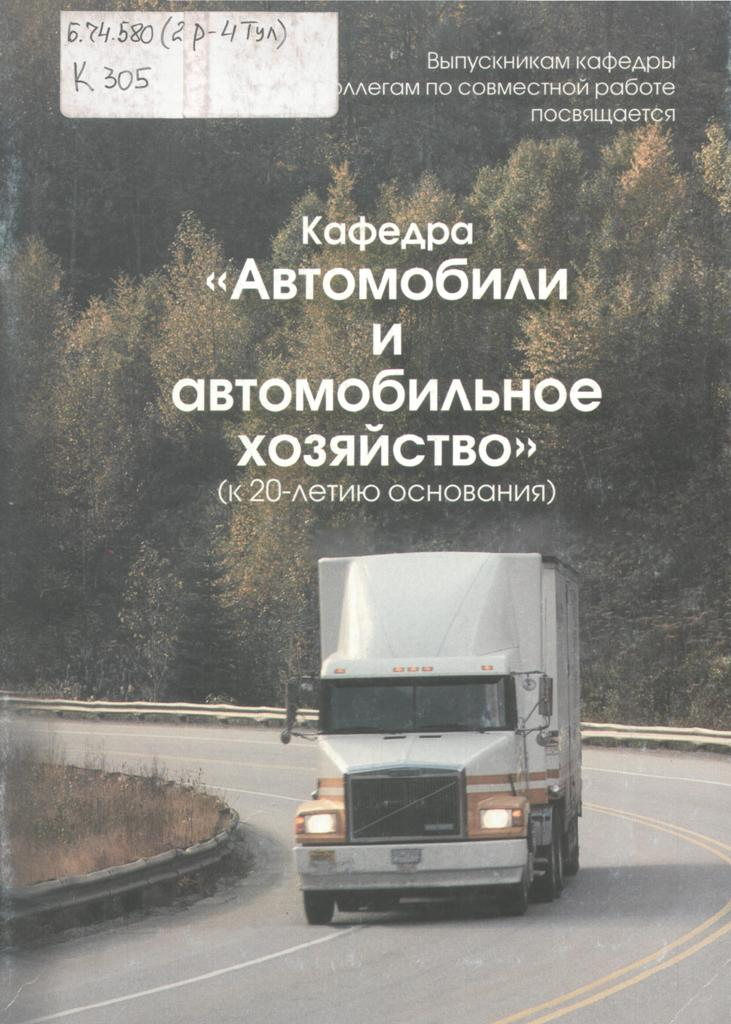 Б.74.580 (2 р-4 Тул)
К 305
Выпускникам кафедры
оллегам по совместной работе
посвящается
Кафедра
«Автомобили
и
автомобильное
хозяйство»
(к 20-летию основания)